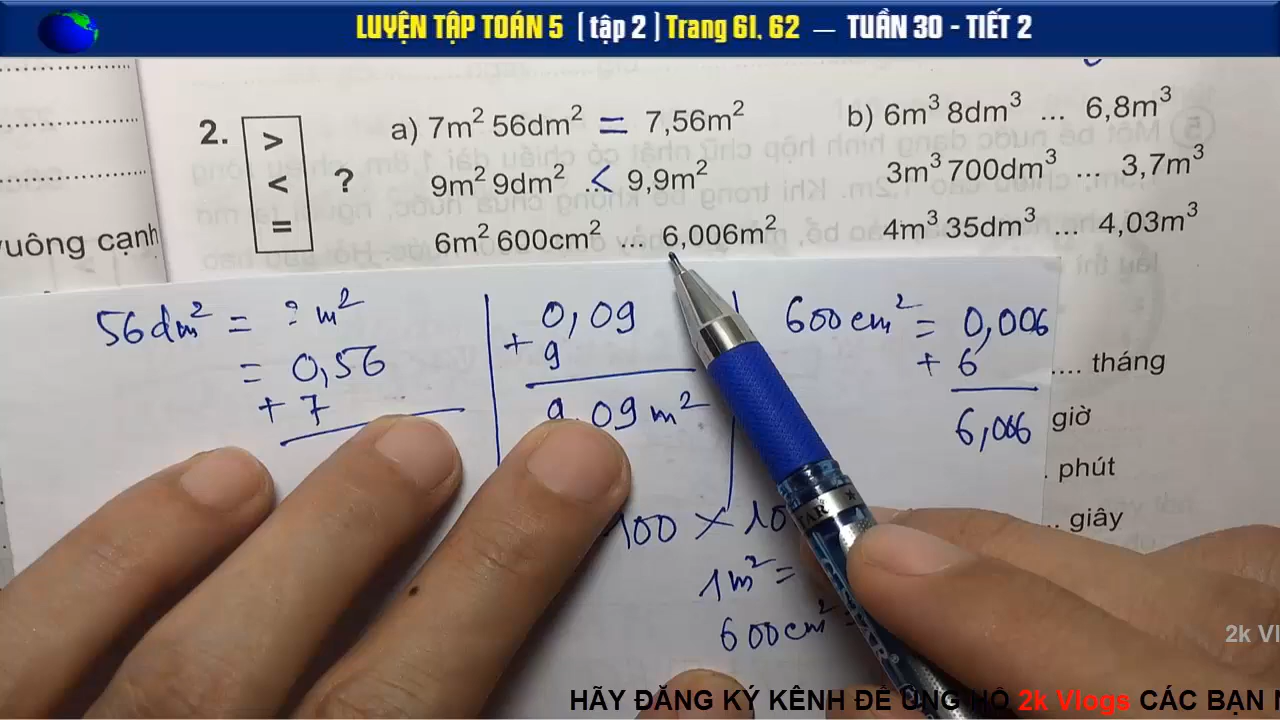 LUYỆN TẬP TOÁN 5 ( tập 2 ) Trang 61, 62 — TUẦN 30 - TIẾT 2
2. > < = ?
a) 7m² 56dm² = 7,56m²
9m² 9dm² ... < 9,9m²
6m² 600cm² ... 6,006m²
b) 6m³ 8dm³ ... 6,8m³
3m³ 700dm³ ... 3,7m³
4m³ 35dm³ ... 4,03m³
vuông cạnh
56dm² = ? m²
= 0,56
+ 7
0,09
+ 9
9,09 m²
600cm² = 0,006
+ 6
6,006
100 × 10
1m² =
600cm² =
.... tháng
giờ
. phút
.. giây
2k Vl
HÃY ĐĂNG KÝ KÊNH ĐỂ ỦNG HỘ 2k Vlogs CÁC BẠN